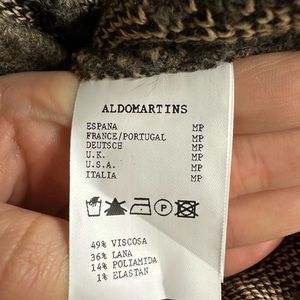 ALDOMARTINS
ESPANA MP
FRANCE/PORTUGAL MP
DEUTSCH MP
U.K. MP
U.S.A. MP
ITALIA MP
P
49% VISCOSA
36% LANA
14% POLIAMIDA
1% ELASTAN